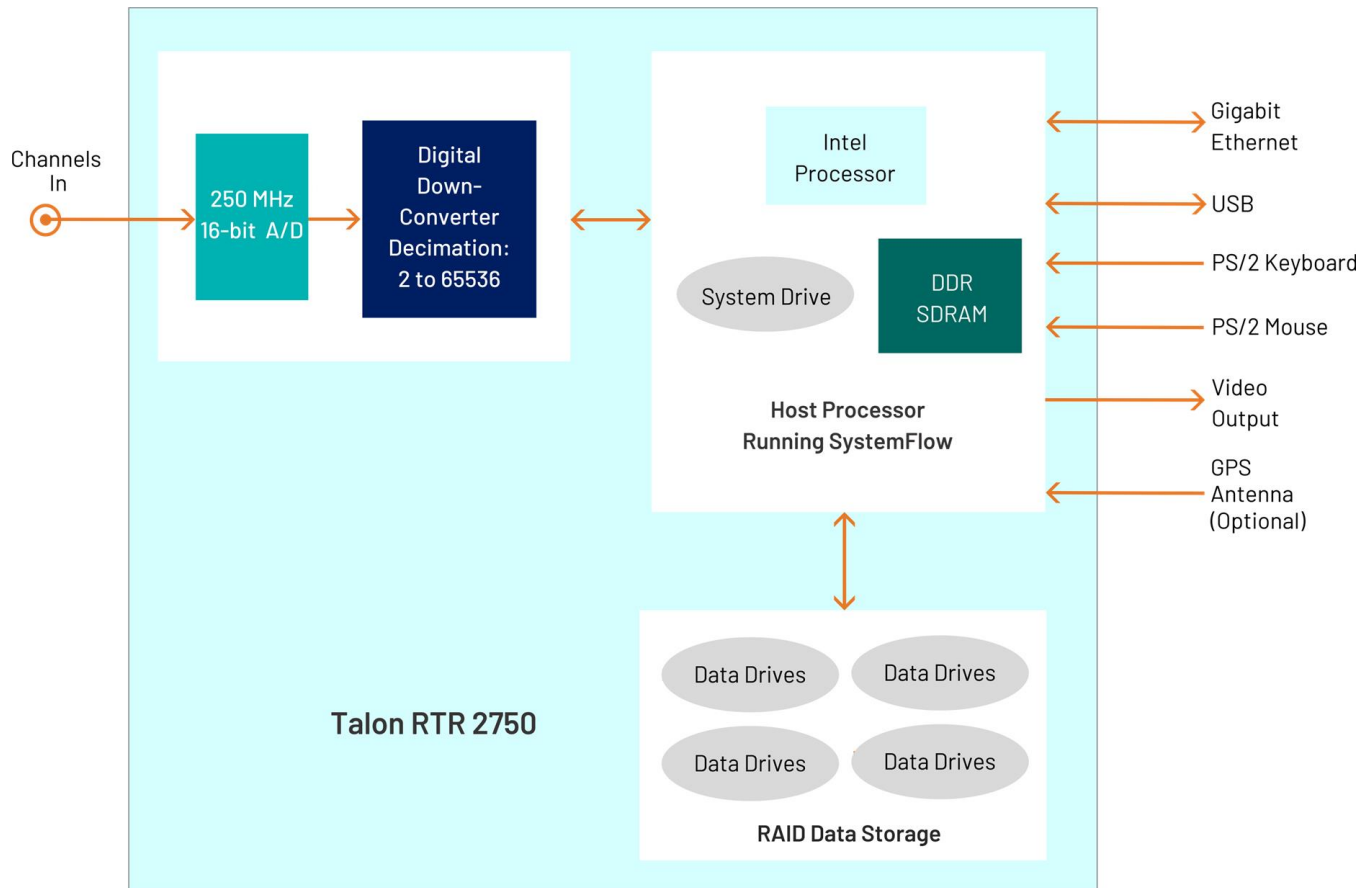 Channels
In
250 MHz
16-bit A/D
Digital
Down-
Converter
Decimation:
2 to 65536
Intel
Processor
System Drive
DDR
SDRAM
Host Processor
Running SystemFlow
Gigabit
Ethernet
USB
PS/2 Keyboard
PS/2 Mouse
Video
Output
GPS
Antenna
(Optional)
Talon RTR 2750
Data Drives
Data Drives
Data Drives
Data Drives
RAID Data Storage